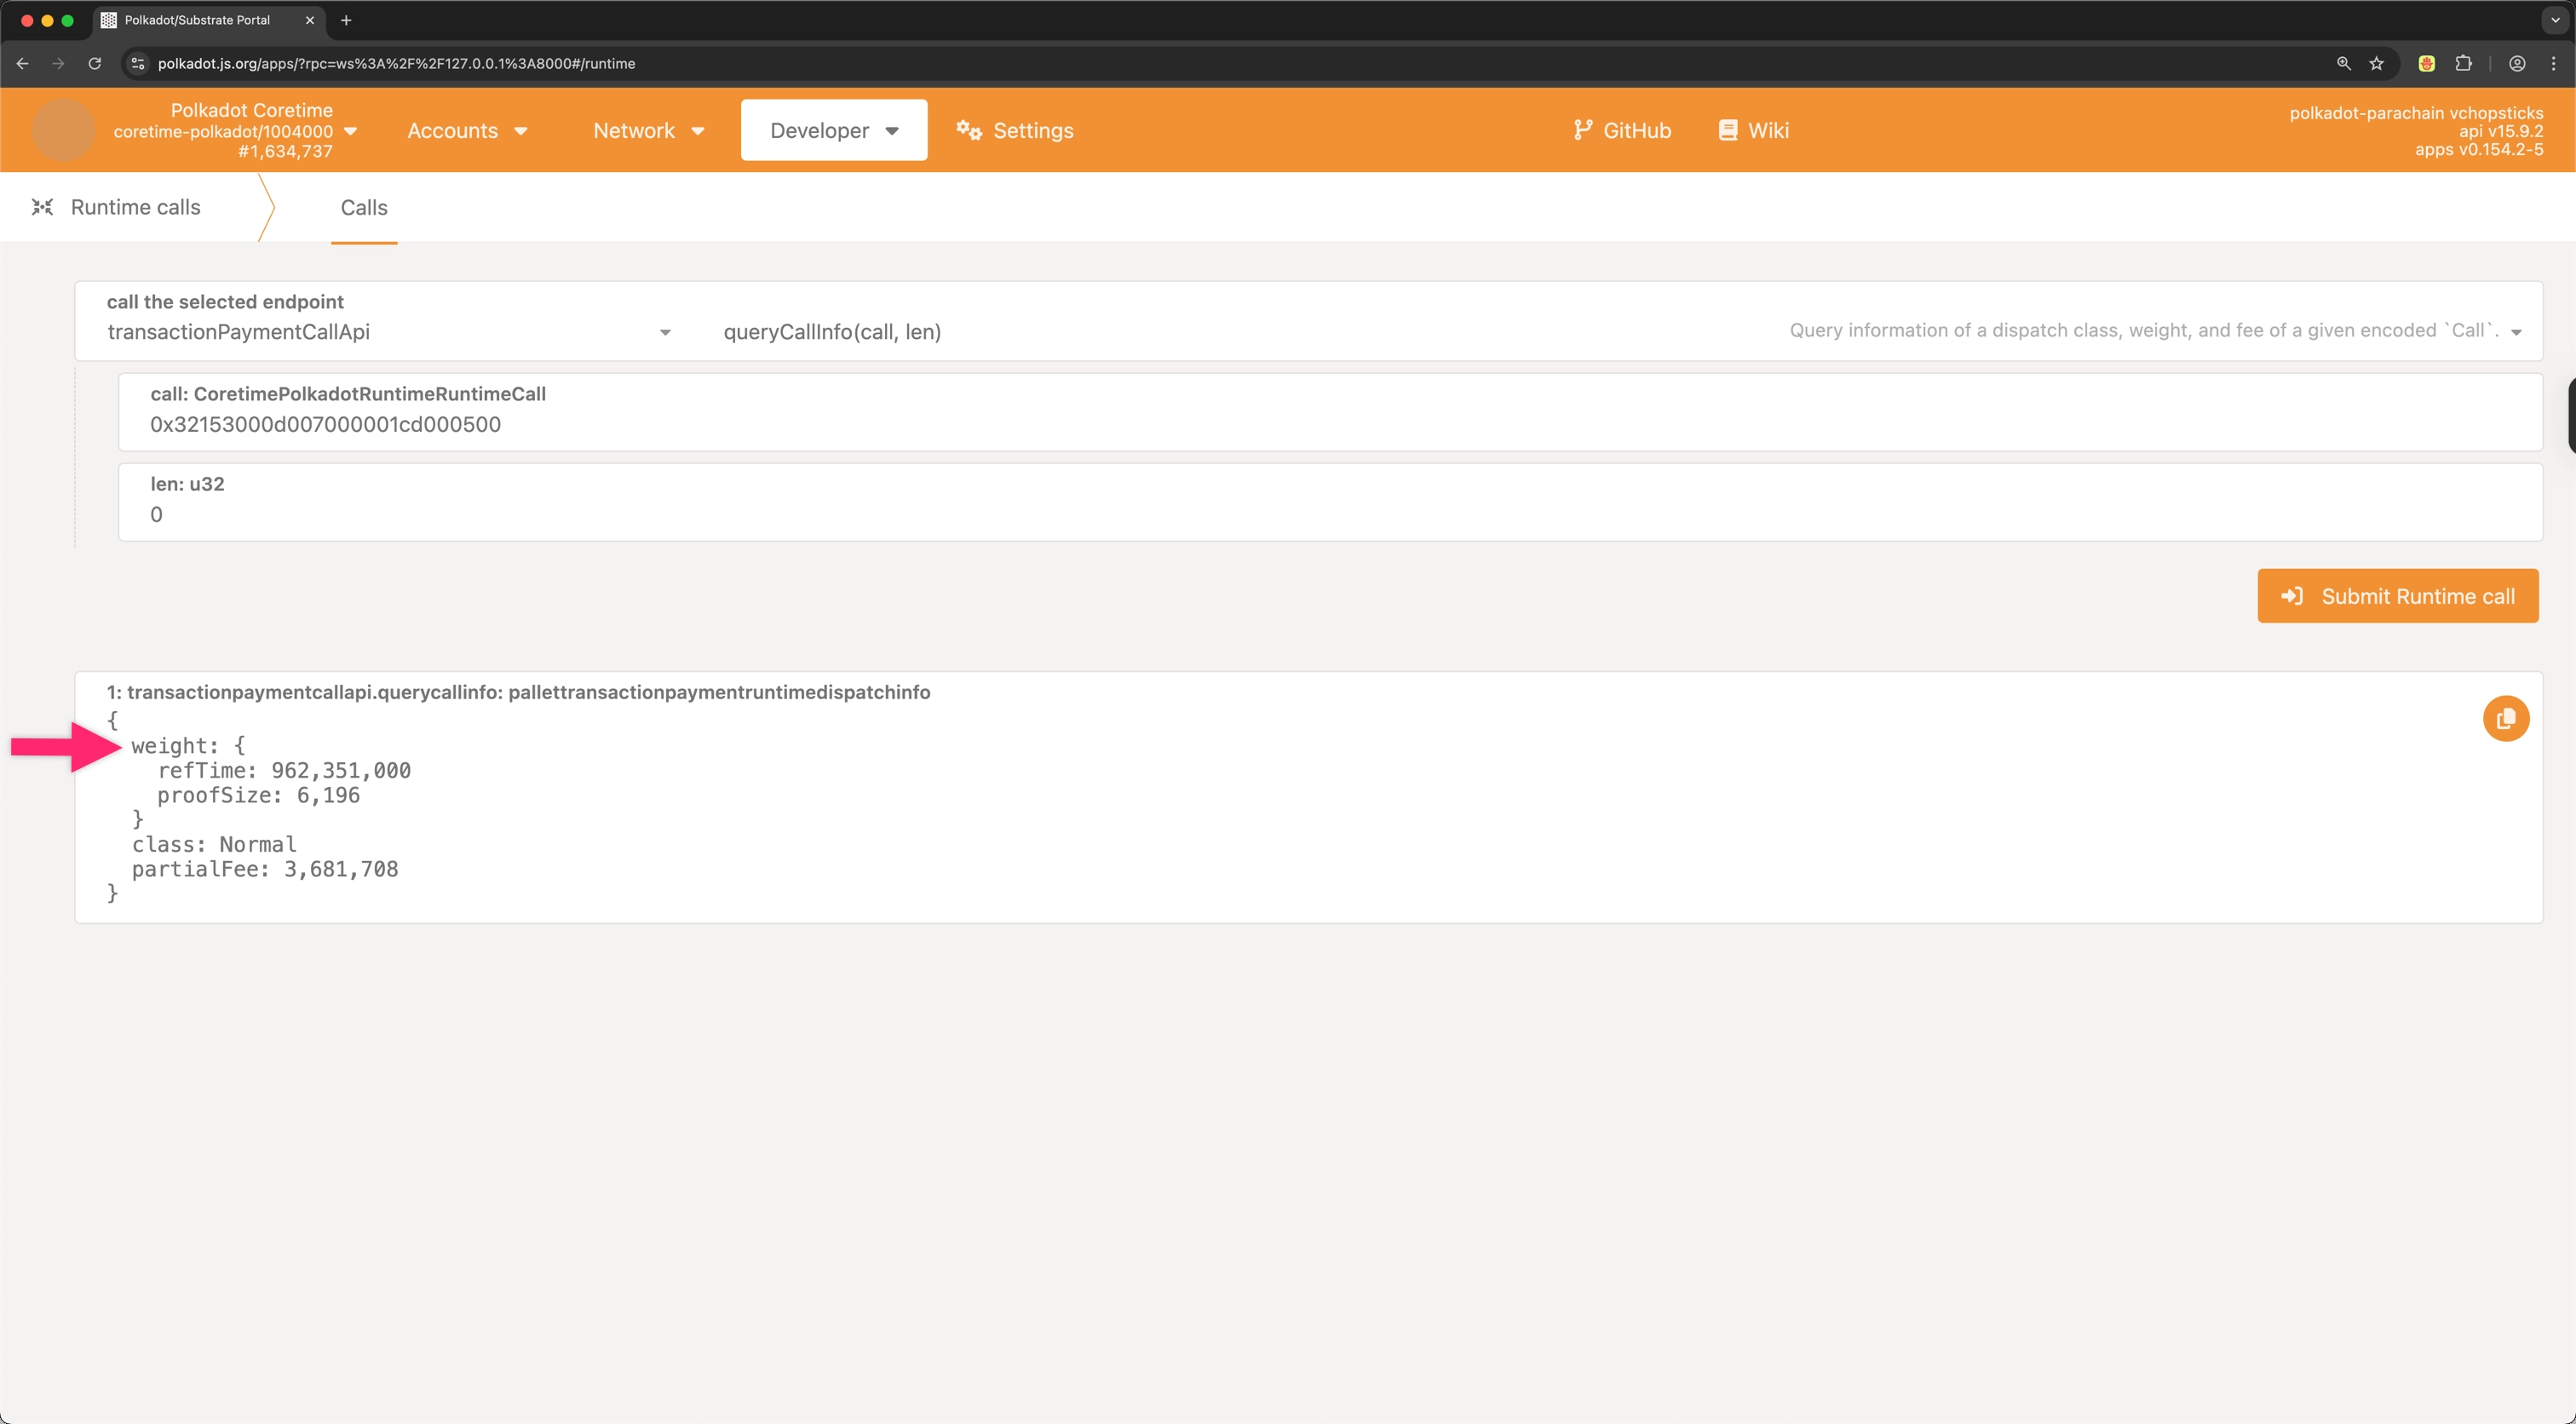 Polkadot/Substrate Portal
polkadot.js.org/apps/?rpc=ws%3A%2F%2F127.0.0.1%3A8000#/runtime
Polkadot Coretime
coretime-polkadot/1004000
#1,634,737
Accounts
Network
Developer
Settings
GitHub
Wiki
polkadot-parachain vchopsticks
api v15.9.2
apps v0.154.2-5
Runtime calls
Calls
call the selected endpoint
transactionPaymentCallApi
queryCallInfo(call, len)
Query information of a dispatch class, weight, and fee of a given encoded `Call`.
call: CoretimePolkadotRuntimeRuntimeCall
0x32153000d007000001cd000500
len: u32
0
Submit Runtime call
1: transactionpaymentcallapi.querycallinfo: pallettransactionpaymentruntimedispatchinfo
{
weight: {
refTime: 962,351,000
proofSize: 6,196
}
class: Normal
partialFee: 3,681,708
}